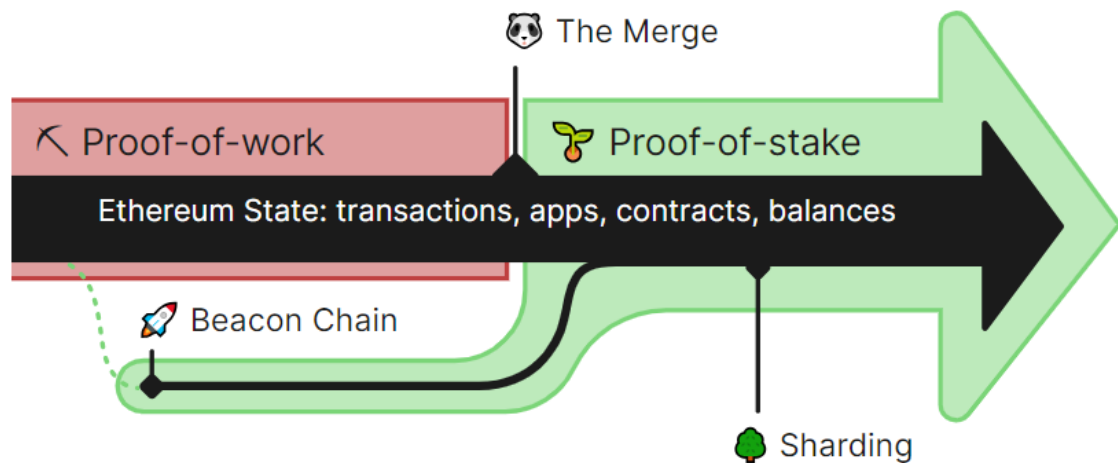 The Merge
Proof-of-work
Proof-of-stake
Ethereum State: transactions, apps, contracts, balances
Beacon Chain
Sharding